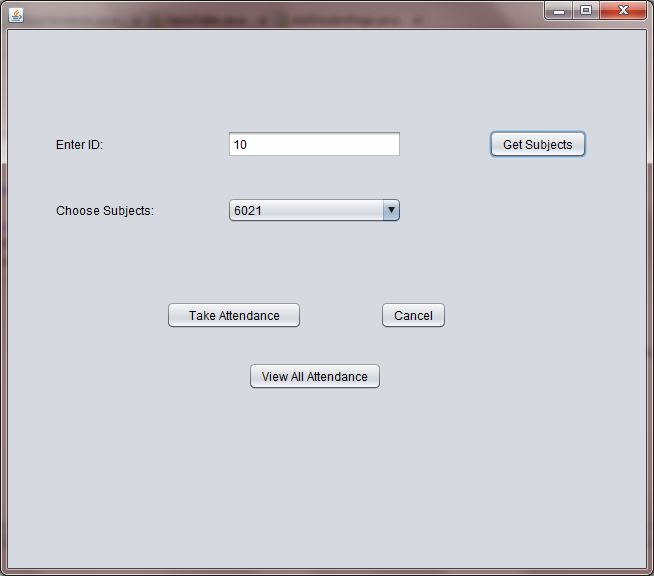 Enter ID: 10 Get Subjects
Choose Subjects: 6021
Take Attendance Cancel
View All Attendance